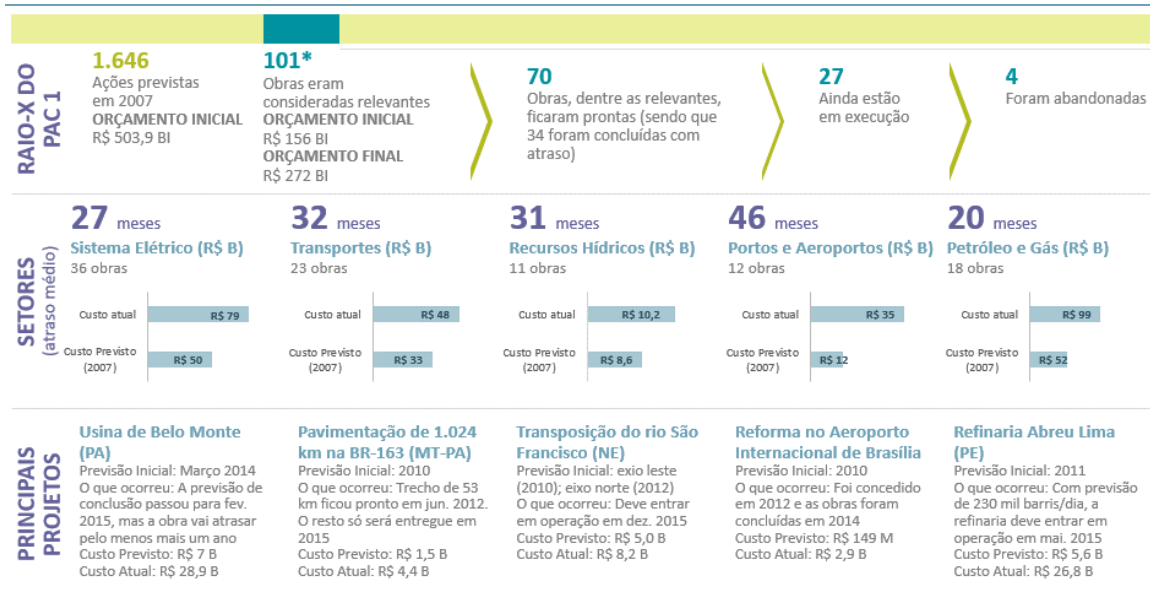 RAIO-X DO
PAC 1
1.646
Ações previstas
em 2007
ORÇAMENTO INICIAL
R$ 503,9 BI
101*
Obras eram
consideradas relevantes
ORÇAMENTO INICIAL
R$ 156 BI
ORÇAMENTO FINAL
R$ 272 BI
70
Obras, dentre as relevantes,
ficaram prontas (sendo que
34 foram concluídas com
atraso)
27
Ainda estão
em execução
4
Foram abandonadas
SETORES
(atraso médio)
27 meses
Sistema Elétrico (R$ B)
36 obras
Custo atual
R$ 79
Custo Previsto
(2007)
R$ 50
32 meses
Transportes (R$ B)
23 obras
Custo atual
R$ 48
Custo Previsto
(2007)
R$ 33
31 meses
Recursos Hídricos (R$ B)
11 obras
Custo atual
R$ 10,2
Custo Previsto
(2007)
R$ 8,6
46 meses
Portos e Aeroportos (R$ B)
12 obras
Custo atual
R$ 35
Custo Previsto
(2007)
R$ 12
20 meses
Petróleo e Gás (R$ B)
18 obras
Custo atual
R$ 99
Custo Previsto
(2007)
R$ 52
PRINCIPAIS
PROJETOS
Usina de Belo Monte
(PA)
Previsão Inicial: Março 2014
O que ocorreu: A previsão de
conclusão passou para fev.
2015, mas a obra vai atrasar
pelo menos mais um ano
Custo Previsto: R$ 7 B
Custo Atual: R$ 28,9 B
Pavimentação de 1.024
km na BR-163 (MT-PA)
Previsão Inicial: 2010
O que ocorreu: Trecho de 53
km ficou pronto em jun. 2012.
O resto só será entregue em
2015
Custo Previsto: R$ 1,5 B
Custo Atual: R$ 4,4 B
Transposição do rio São
Francisco (NE)
Previsão Inicial: exio leste
(2010); eixo norte (2012)
O que ocorreu: Deve entrar
em operação em dez. 2015
Custo Previsto: R$ 5,0 B
Custo Atual: R$ 8,2 B
Reforma no Aeroporto
Internacional de Brasília
Previsão Inicial: 2010
O que ocorreu: Foi concedido
em 2012 e as obras foram
concluídas em 2014
Custo Previsto: R$ 149 M
Custo Atual: R$ 2,9 B
Refinaria Abreu Lima
(PE)
Previsão Inicial: 2011
O que ocorreu: Com previsão
de 230 mil barris/dia, a
refinaria deve entrar em
operação em mai. 2015
Custo Previsto: R$ 5,6 B
Custo Atual: R$ 26,8 B